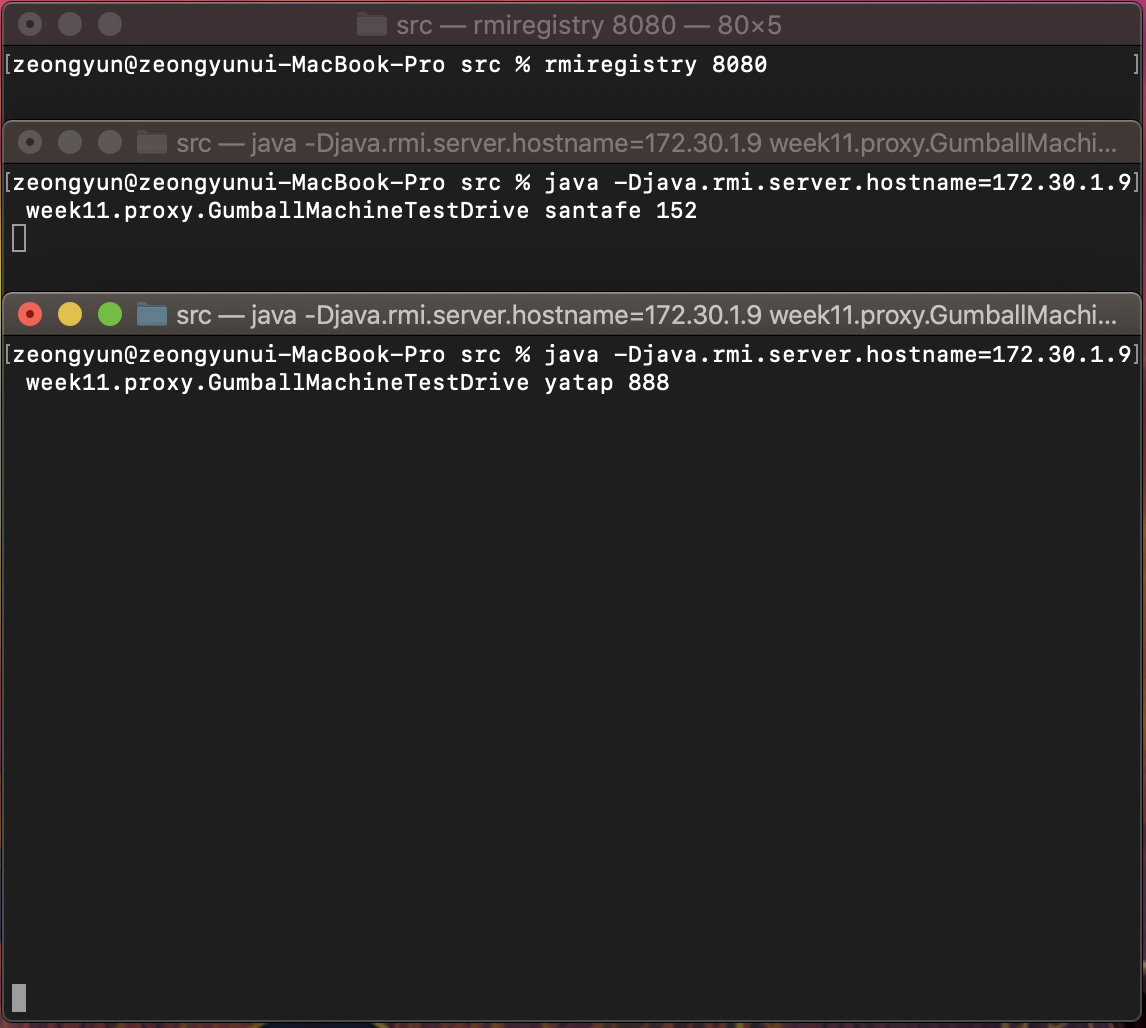 src — rmiregistry 8080 — 80×5
[zeongyun@zeongyunui-MacBook-Pro src % rmiregistry 8080 ]
src — java -Djava.rmi.server.hostname=172.30.1.9 week11.proxy.GumballMachi...
[zeongyun@zeongyunui-MacBook-Pro src % java -Djava.rmi.server.hostname=172.30.1.9]
week11.proxy.GumballMachineTestDrive santafe 152
src — java -Djava.rmi.server.hostname=172.30.1.9 week11.proxy.GumballMachi...
[zeongyun@zeongyunui-MacBook-Pro src % java -Djava.rmi.server.hostname=172.30.1.9]
week11.proxy.GumballMachineTestDrive yatap 888